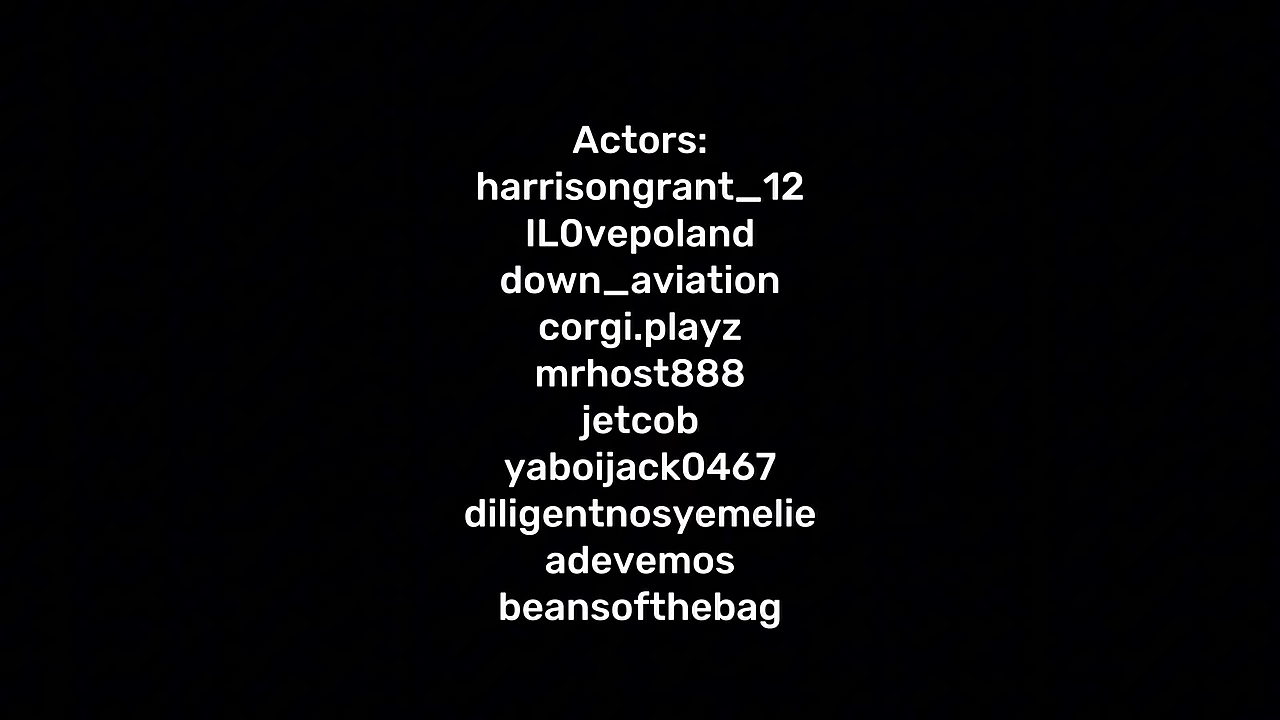 Actors:
harrisongrant_12
IL0vepoland
down_aviation
corgi.playz
mrhost888
jetcob
yaboijack0467
diligentnosyemelie
adevemos
beansofthebag